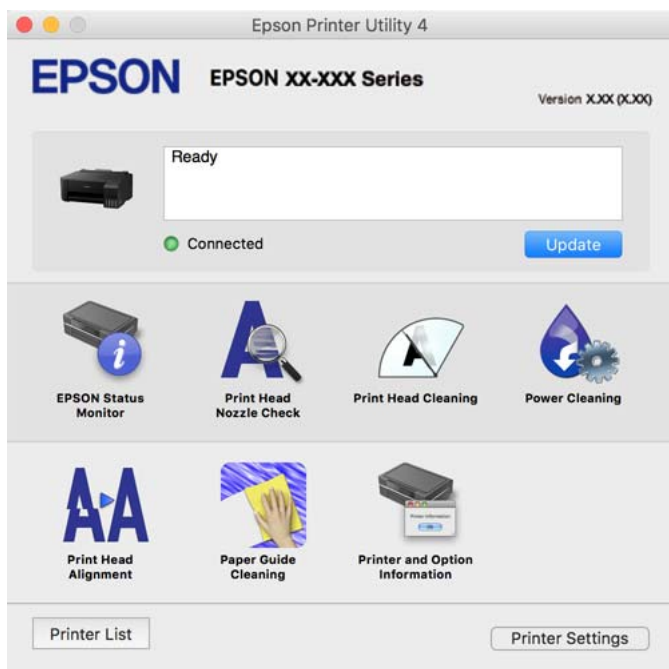 Epson Printer Utility 4
EPSON
EPSON XX-XXX Series
Version X.XX (X.XX)
Ready
Connected
Update
EPSON Status
Monitor
Print Head
Nozzle Check
Print Head Cleaning
Power Cleaning
Print Head
Alignment
Paper Guide
Cleaning
Printer and Option
Information
Printer List
Printer Settings